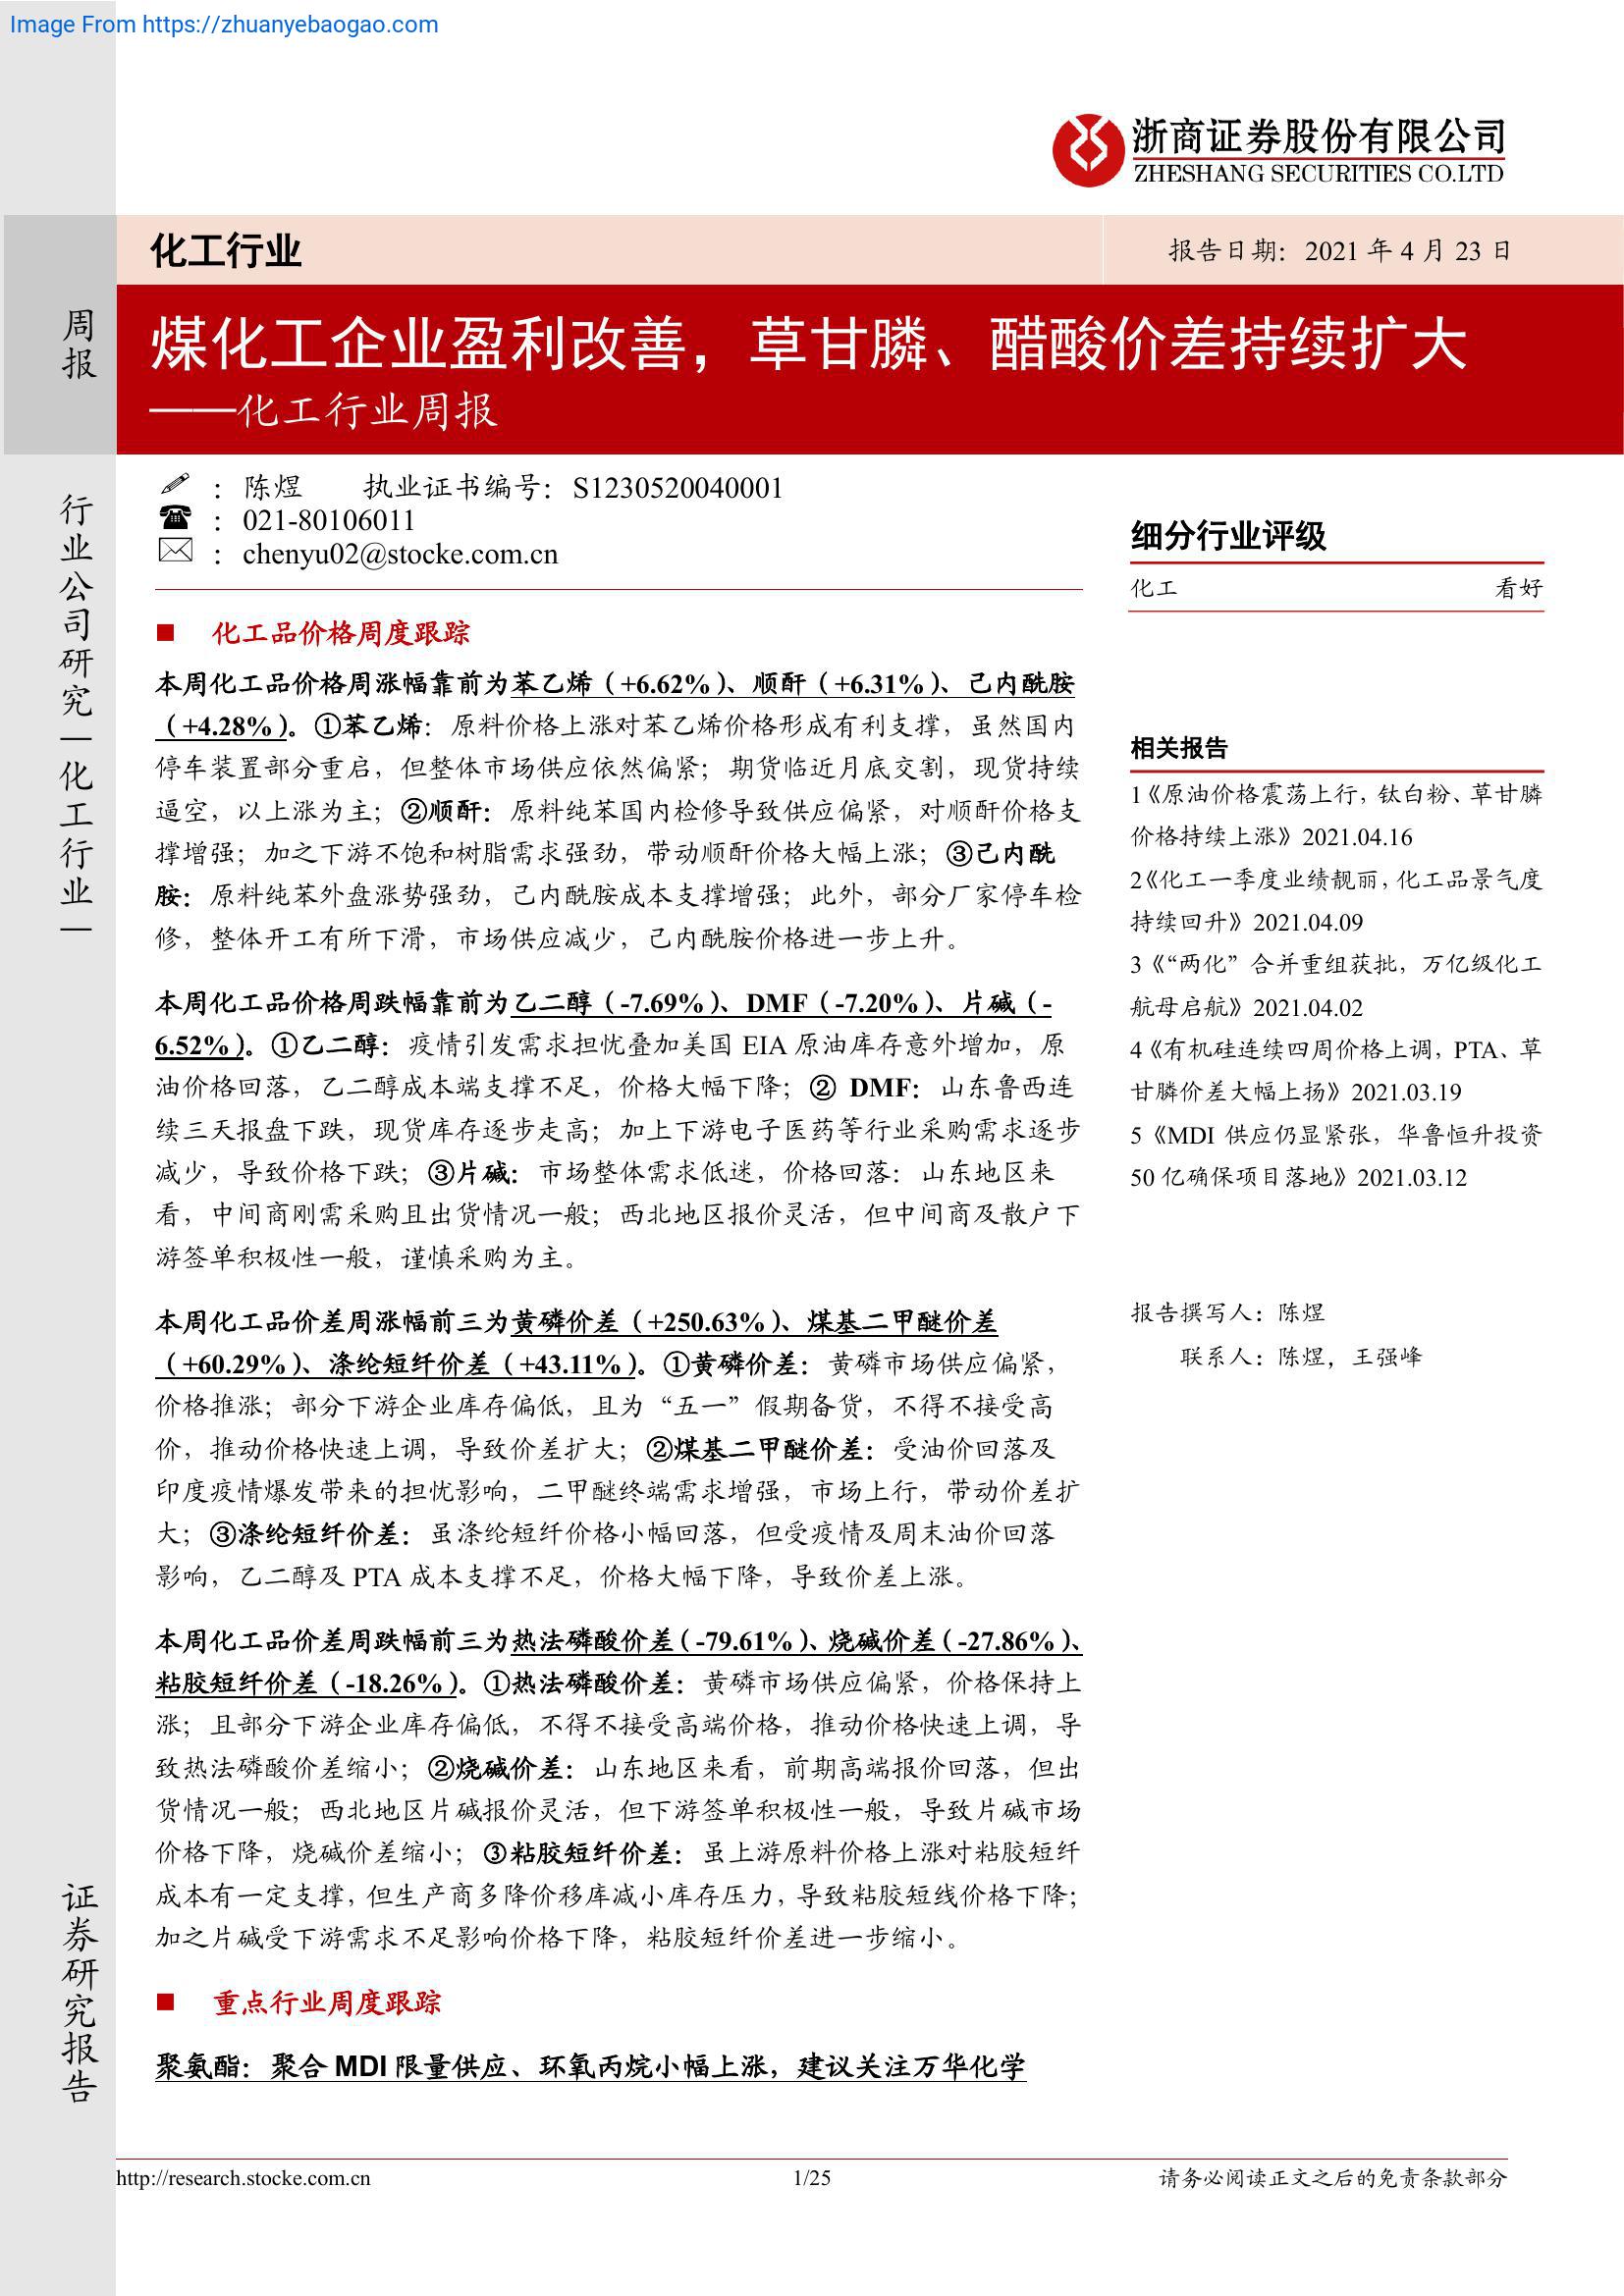 Image From https://zhuanyebaogao.com
浙商证券股份有限公司
ZHESHANG SECURITIES CO.LTD
化工行业
报告日期：2021 年 4 月 23 日
周报
煤化工企业盈利改善，草甘膦、醋酸价差持续扩大
——化工行业周报
行业公司研究｜化工行业｜
证券研究报告
：陈煜 执业证书编号：S1230520040001
：021-80106011
：chenyu02@stocke.com.cn
■ 化工品价格周度跟踪
本周化工品价格周涨幅靠前为苯乙烯（+6.62%）、顺酐（+6.31%）、己内酰胺
（+4.28%）。①苯乙烯：原料价格上涨对苯乙烯价格形成有利支撑，虽然国内
停车装置部分重启，但整体市场供应依然偏紧；期货临近月底交割，现货持续
逼空，以上涨为主；②顺酐：原料纯苯国内检修导致供应偏紧，对顺酐价格支
撑增强；加之下游不饱和树脂需求强劲，带动顺酐价格大幅上涨；③己内酰
胺：原料纯苯外盘涨势强劲，己内酰胺成本支撑增强；此外，部分厂家停车检
修，整体开工有所下滑，市场供应减少，己内酰胺价格进一步上升。
本周化工品价格周跌幅靠前为乙二醇（-7.69%）、DMF（-7.20%）、片碱（-
6.52%）。①乙二醇：疫情引发需求担忧叠加美国 EIA 原油库存意外增加，原
油价格回落，乙二醇成本端支撑不足，价格大幅下降；② DMF：山东鲁西连
续三天报盘下跌，现货库存逐步走高；加上下游电子医药等行业采购需求逐步
减少，导致价格下跌；③片碱：市场整体需求低迷，价格回落：山东地区来
看，中间商刚需采购且出货情况一般；西北地区报价灵活，但中间商及散户下
游签单积极性一般，谨慎采购为主。
本周化工品价差周涨幅前三为黄磷价差（+250.63%）、煤基二甲醚价差
（+60.29%）、涤纶短纤价差（+43.11%）。①黄磷价差：黄磷市场供应偏紧，
价格推涨；部分下游企业库存偏低，且为“五一”假期备货，不得不接受高
价，推动价格快速上调，导致价差扩大；②煤基二甲醚价差：受油价回落及
印度疫情爆发带来的担忧影响，二甲醚终端需求增强，市场上行，带动价差扩
大；③涤纶短纤价差：虽涤纶短纤价格小幅回落，但受疫情及周末油价回落
影响，乙二醇及 PTA 成本支撑不足，价格大幅下降，导致价差上涨。
本周化工品价差周跌幅前三为热法磷酸价差（-79.61%）、烧碱价差（-27.86%）、
粘胶短纤价差（-18.26%）。①热法磷酸价差：黄磷市场供应偏紧，价格保持上
涨；且部分下游企业库存偏低，不得不接受高端价格，推动价格快速上调，导
致热法磷酸价差缩小；②烧碱价差：山东地区来看，前期高端报价回落，但出
货情况一般；西北地区片碱报价灵活，但下游签单积极性一般，导致片碱市场
价格下降，烧碱价差缩小；③粘胶短纤价差：虽上游原料价格上涨对粘胶短纤
成本有一定支撑，但生产商多降价移库减小库存压力，导致粘胶短线价格下降；
加之片碱受下游需求不足影响价格下降，粘胶短纤价差进一步缩小。
■ 重点行业周度跟踪
聚氨酯：聚合 MDI 限量供应、环氧丙烷小幅上涨，建议关注万华化学
细分行业评级
化工 看好
相关报告
1《原油价格震荡上行，钛白粉、草甘膦
价格持续上涨》2021.04.16
2《化工一季度业绩靓丽，化工品景气度
持续回升》2021.04.09
3《“两化”合并重组获批，万亿级化工
航母启航》2021.04.02
4《有机硅连续四周价格上调，PTA、草
甘膦价差大幅上扬》2021.03.19
5《MDI 供应仍显紧张，华鲁恒升投资
50 亿确保项目落地》2021.03.12
报告撰写人：陈煜
联系人：陈煜，王强峰
http://research.stocke.com.cn
1/25
请务必阅读正文之后的免责条款部分